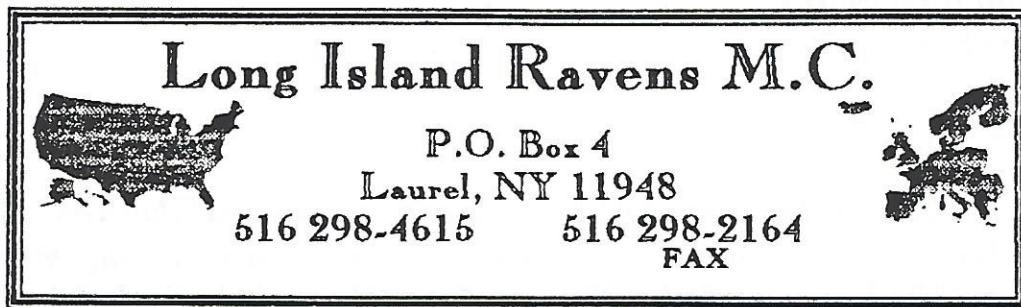 Long Island Ravens M.C.
P.O. Box 4
Laurel, NY 11948
516 298-4615 516 298-2164
FAX